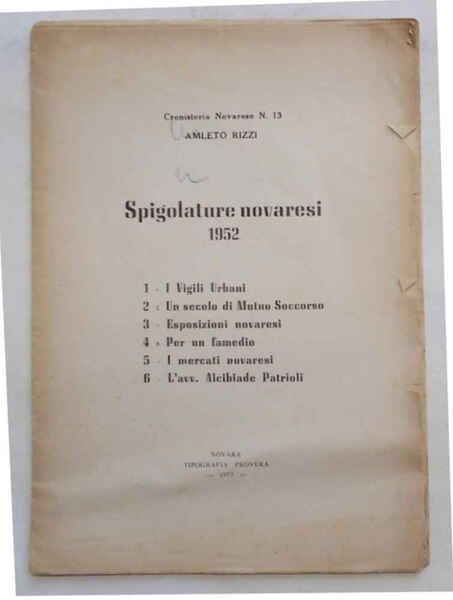 Cronistoria Novarese N. 13
AMLETO RIZZI
Spigolature novaresi
1952
1 - I Vigili Urbani
2 - Un secolo di Mutuo Soccorso
3 - Esposizioni novaresi
4 - Per un famedio
5 - I mercati novaresi
6 - L'avv. Alcibiade Patrioli
NOVARA
TIPOGRAFIA PROVERA